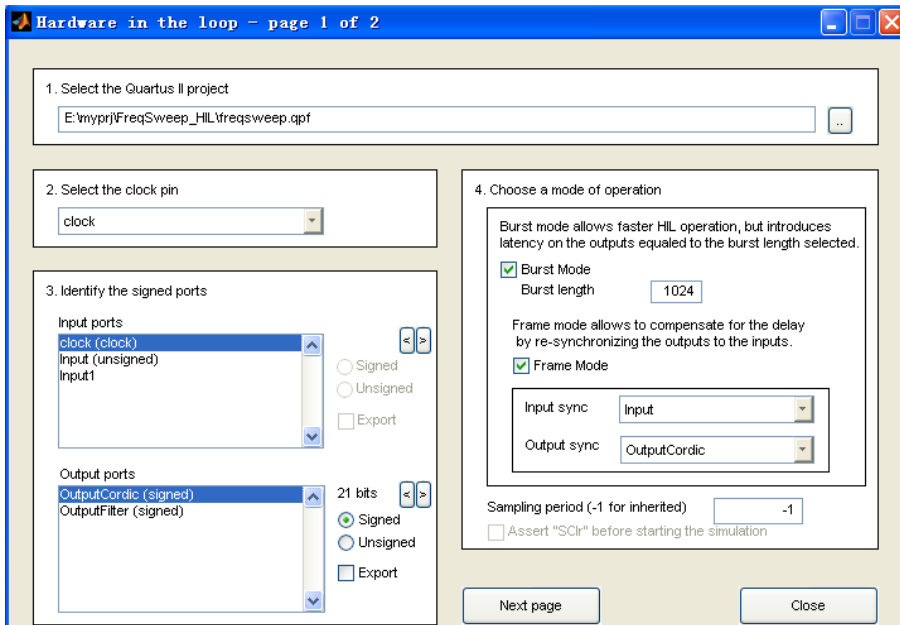 Hardware in the loop - page 1 of 2
1. Select the Quartus II project
E:\myprj\FreqSweep_HIL\freqsweep.qpf
..
2. Select the clock pin
clock
3. Identify the signed ports
Input ports
clock (clock)
Input (unsigned)
Input1
< >
Signed
Unsigned
Export
Output ports
OutputCordic (signed)
OutputFilter (signed)
21 bits
< >
Signed
Unsigned
Export
4. Choose a mode of operation
Burst mode allows faster HIL operation, but introduces
latency on the outputs equaled to the burst length selected.
Burst Mode
Burst length 1024
Frame mode allows to compensate for the delay
by re-synchronizing the outputs to the inputs.
Frame Mode
Input sync Input
Output sync OutputCordic
Sampling period (-1 for inherited) -1
Assert "SClr" before starting the simulation
Next page
Close